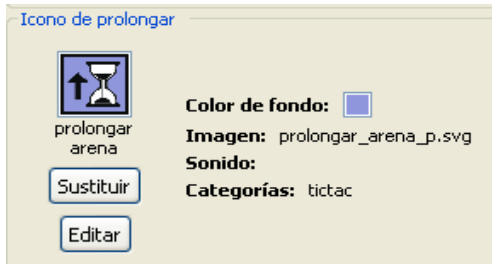 Icono de prolongar
prolongar
arena
Sustituir
Editar
Color de fondo:
Imagen: prolongar_arena_p.svg
Sonido:
Categorías: tictac